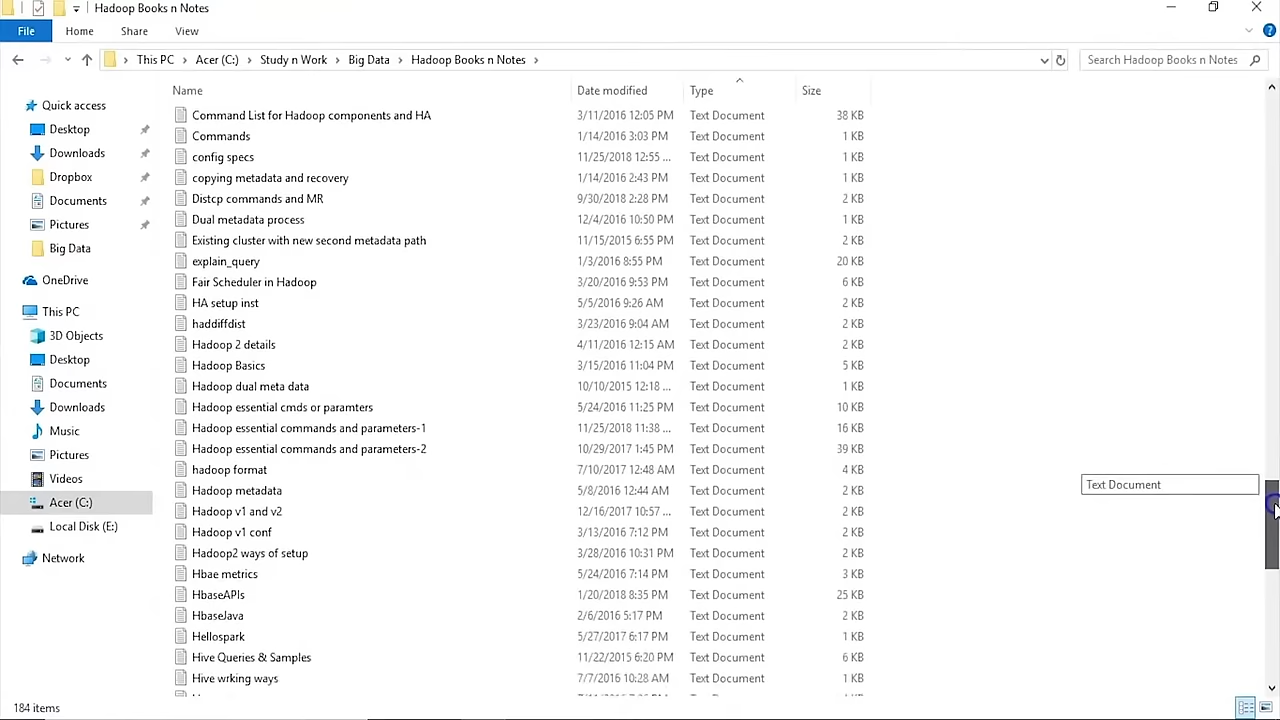 Hadoop Books n Notes
File Home Share View
This PC Acer (C:) Study n Work Big Data Hadoop Books n Notes Search Hadoop Books n Notes
Name Date modified Type Size
Command List for Hadoop components and HA 3/11/2016 12:05 PM Text Document 38 KB
Commands 1/14/2016 3:03 PM Text Document 1 KB
config specs 11/25/2018 12:55 ... Text Document 1 KB
copying metadata and recovery 1/14/2016 2:43 PM Text Document 1 KB
Distcp commands and MR 9/30/2018 2:28 PM Text Document 2 KB
Dual metadata process 12/4/2016 10:50 PM Text Document 1 KB
Existing cluster with new second metadata path 11/15/2015 6:55 PM Text Document 2 KB
explain_query 1/3/2016 8:55 PM Text Document 20 KB
Fair Scheduler in Hadoop 3/20/2016 9:53 PM Text Document 6 KB
HA setup inst 5/5/2016 9:26 AM Text Document 2 KB
haddiffdist 3/23/2016 9:04 AM Text Document 2 KB
Hadoop 2 details 4/11/2016 12:15 AM Text Document 2 KB
Hadoop Basics 3/15/2016 11:04 PM Text Document 5 KB
Hadoop dual meta data 10/10/2015 12:18 ... Text Document 1 KB
Hadoop essential cmds or paramters 5/24/2016 11:25 PM Text Document 10 KB
Hadoop essential commands and parameters-1 11/25/2018 11:38 ... Text Document 16 KB
Hadoop essential commands and parameters-2 10/29/2017 1:45 PM Text Document 39 KB
hadoop format 7/10/2017 12:48 AM Text Document 4 KB
Hadoop metadata 5/8/2016 12:44 AM Text Document 2 KB
Hadoop v1 and v2 12/16/2017 10:57 ... Text Document 2 KB
Hadoop v1 conf 3/13/2016 7:12 PM Text Document 2 KB
Hadoop2 ways of setup 3/28/2016 10:31 PM Text Document 2 KB
Hbae metrics 5/24/2016 7:14 PM Text Document 3 KB
HbaseAPIs 1/20/2018 8:35 PM Text Document 25 KB
HbaseJava 2/6/2016 5:17 PM Text Document 2 KB
Hellospark 5/27/2017 6:17 PM Text Document 1 KB
Hive Queries & Samples 11/22/2015 6:20 PM Text Document 6 KB
Hive wrking ways 7/7/2016 10:28 AM Text Document 1 KB
Quick access
Desktop
Downloads
Dropbox
Documents
Pictures
Big Data
OneDrive
This PC
3D Objects
Desktop
Documents
Downloads
Music
Pictures
Videos
Acer (C:)
Local Disk (E:)
Network
Text Document
184 items